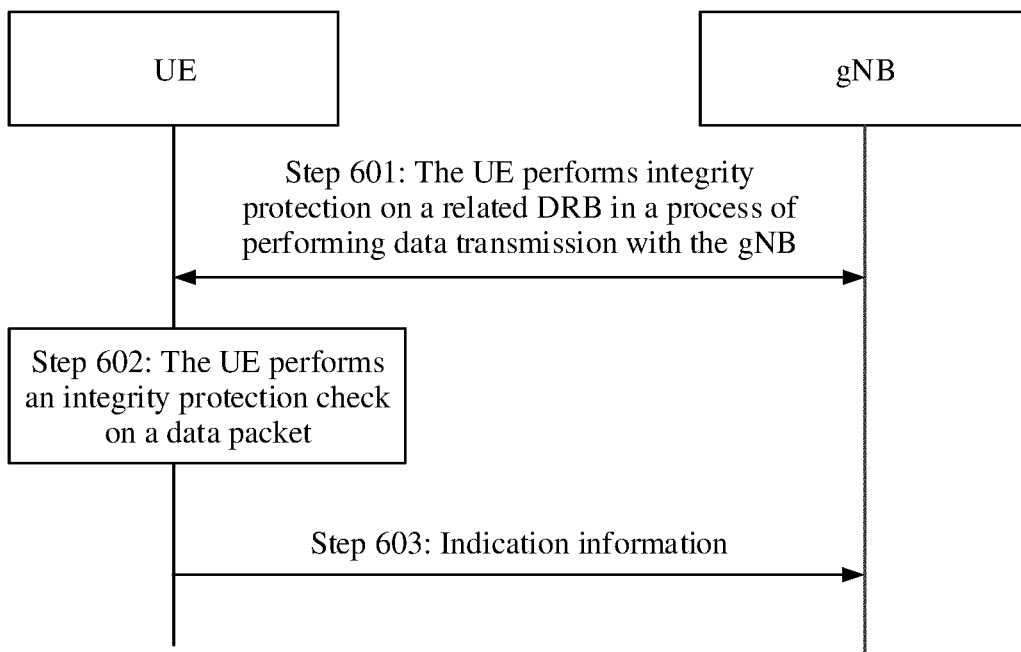 UE
gNB
Step 601: The UE performs integrity
protection on a related DRB in a process of
performing data transmission with the gNB
Step 602: The UE performs
an integrity protection check
on a data packet
Step 603: Indication information